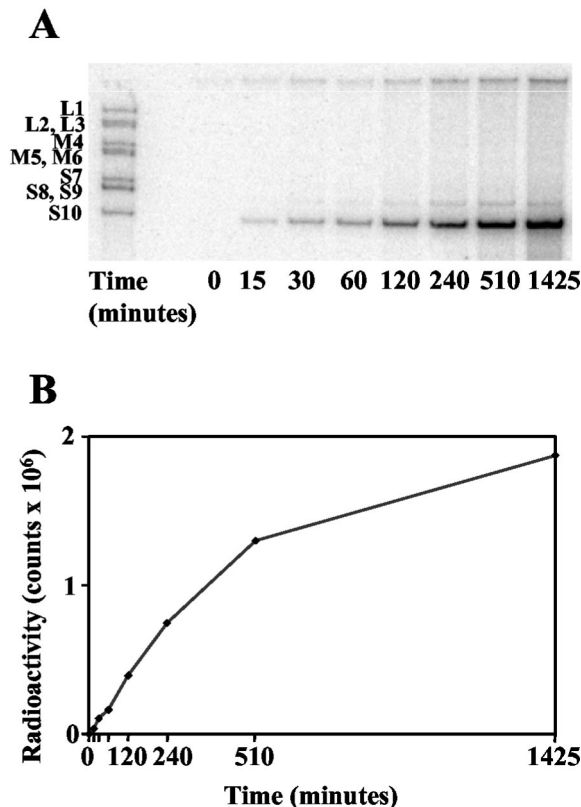 A
L1
L2, L3
M4
M5, M6
S7
S8, S9
S10
Time 0 15 30 60 120 240 510 1425
(minutes)
B
Radioactivity (counts x 10⁶)
2
1
0
0 120 240 510 1425
Time (minutes)